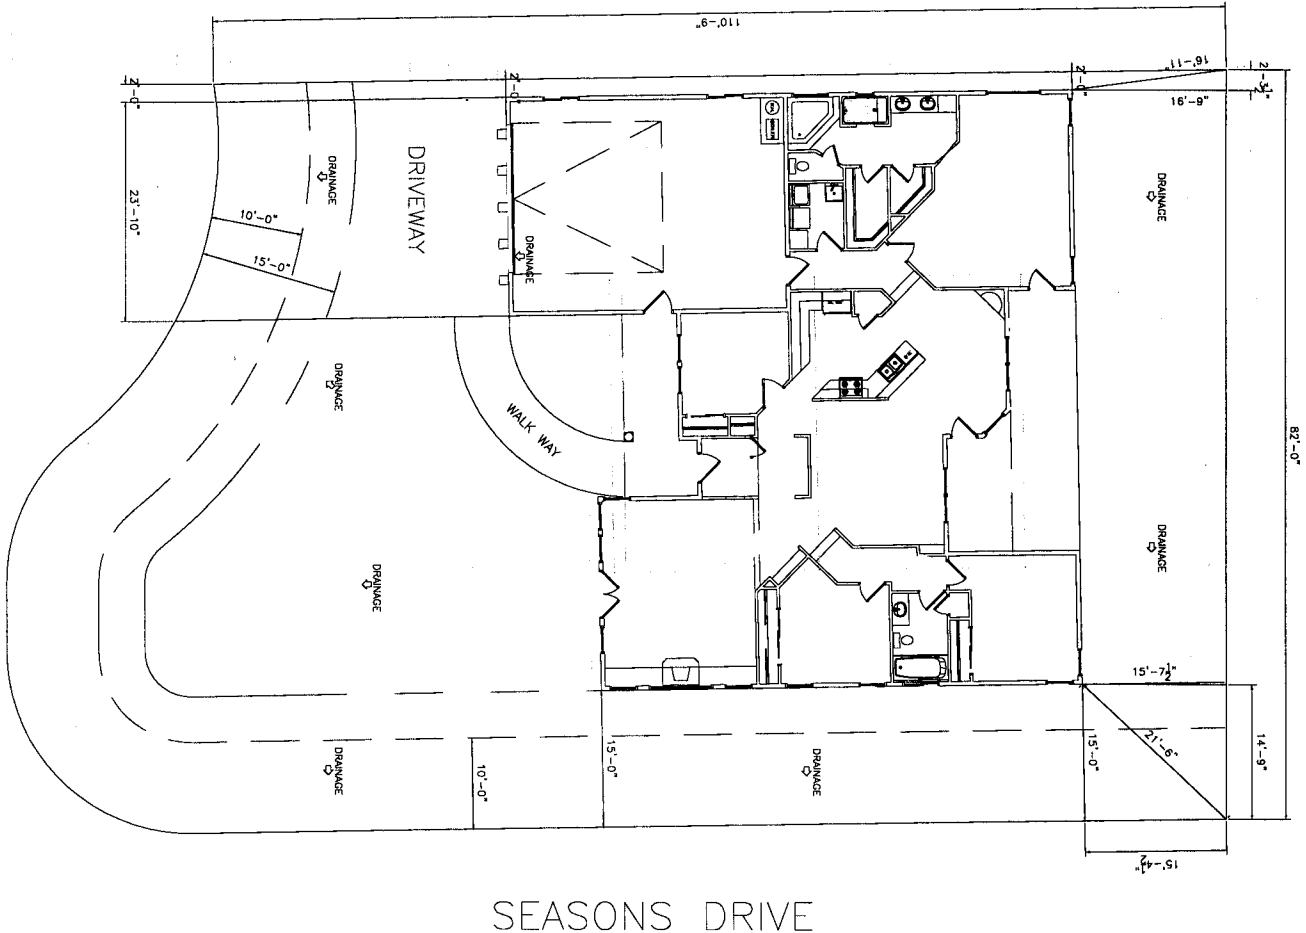 110'-9"
16'-11"
2'-3½"
2'-0"
2'-0"
2'-0"
16'-9"
DRAINAGE
DRAINAGE
DRIVEWAY
23'-10"
10'-0"
15'-0"
DRAINAGE
DRAINAGE
WALK WAY
82'-0"
DRAINAGE
DRAINAGE
15'-7½"
DRAINAGE
10'-0"
15'-0"
DRAINAGE
15'-0"
21'-6"
14'-9"
15'-4½"
SEASONS DRIVE